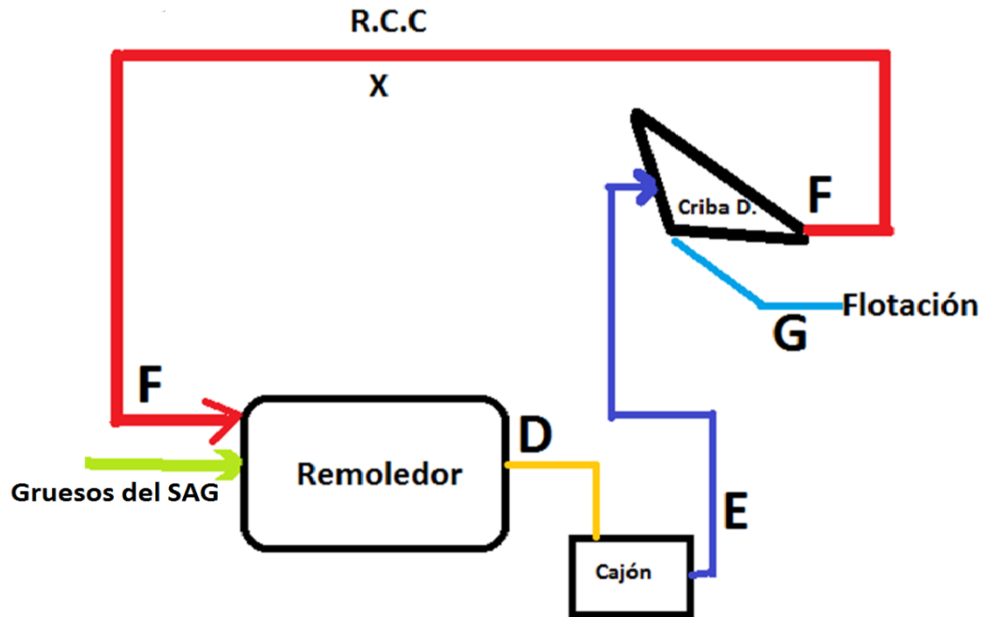 R.C.C
X
Criba D.
F
Flotación
G
F
Gruesos del SAG
Remoledor
D
E
Cajón